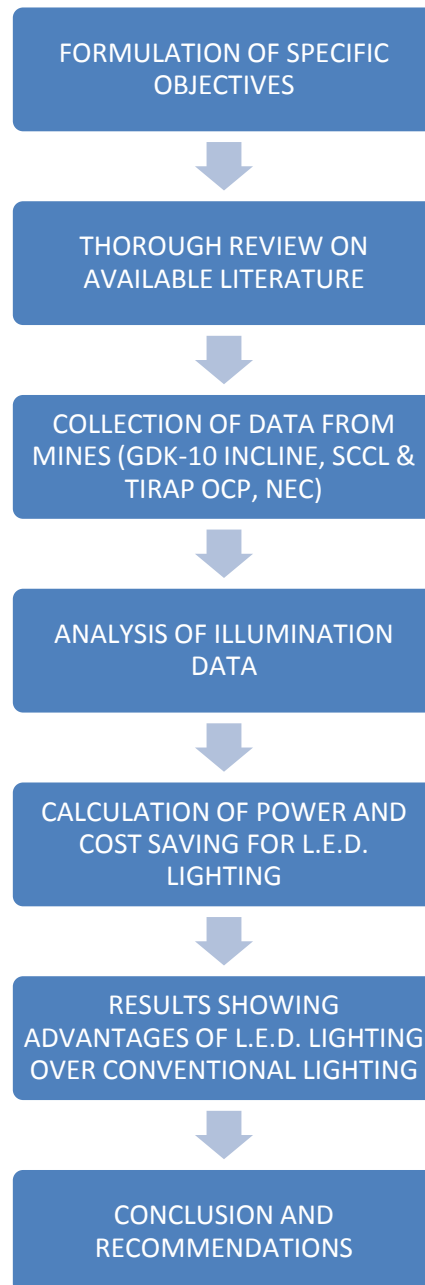 FORMULATION OF SPECIFIC
OBJECTIVES
THOROUGH REVIEW ON
AVAILABLE LITERATURE
COLLECTION OF DATA FROM
MINES (GDK-10 INCLINE, SCCL &
TIRAP OCP, NEC)
ANALYSIS OF ILLUMINATION
DATA
CALCULATION OF POWER AND
COST SAVING FOR L.E.D.
LIGHTING
RESULTS SHOWING
ADVANTAGES OF L.E.D. LIGHTING
OVER CONVENTIONAL LIGHTING
CONCLUSION AND
RECOMMENDATIONS